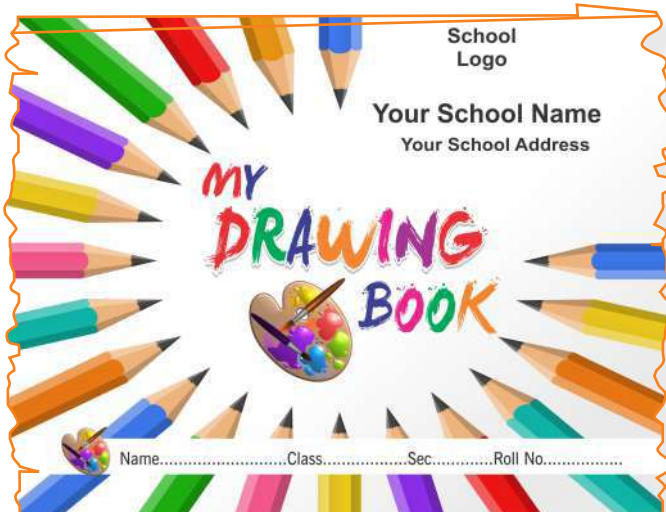 School
Logo
Your School Name
Your School Address
MY
DRAWING
BOOK
Name........................Class................Sec............Roll No...............